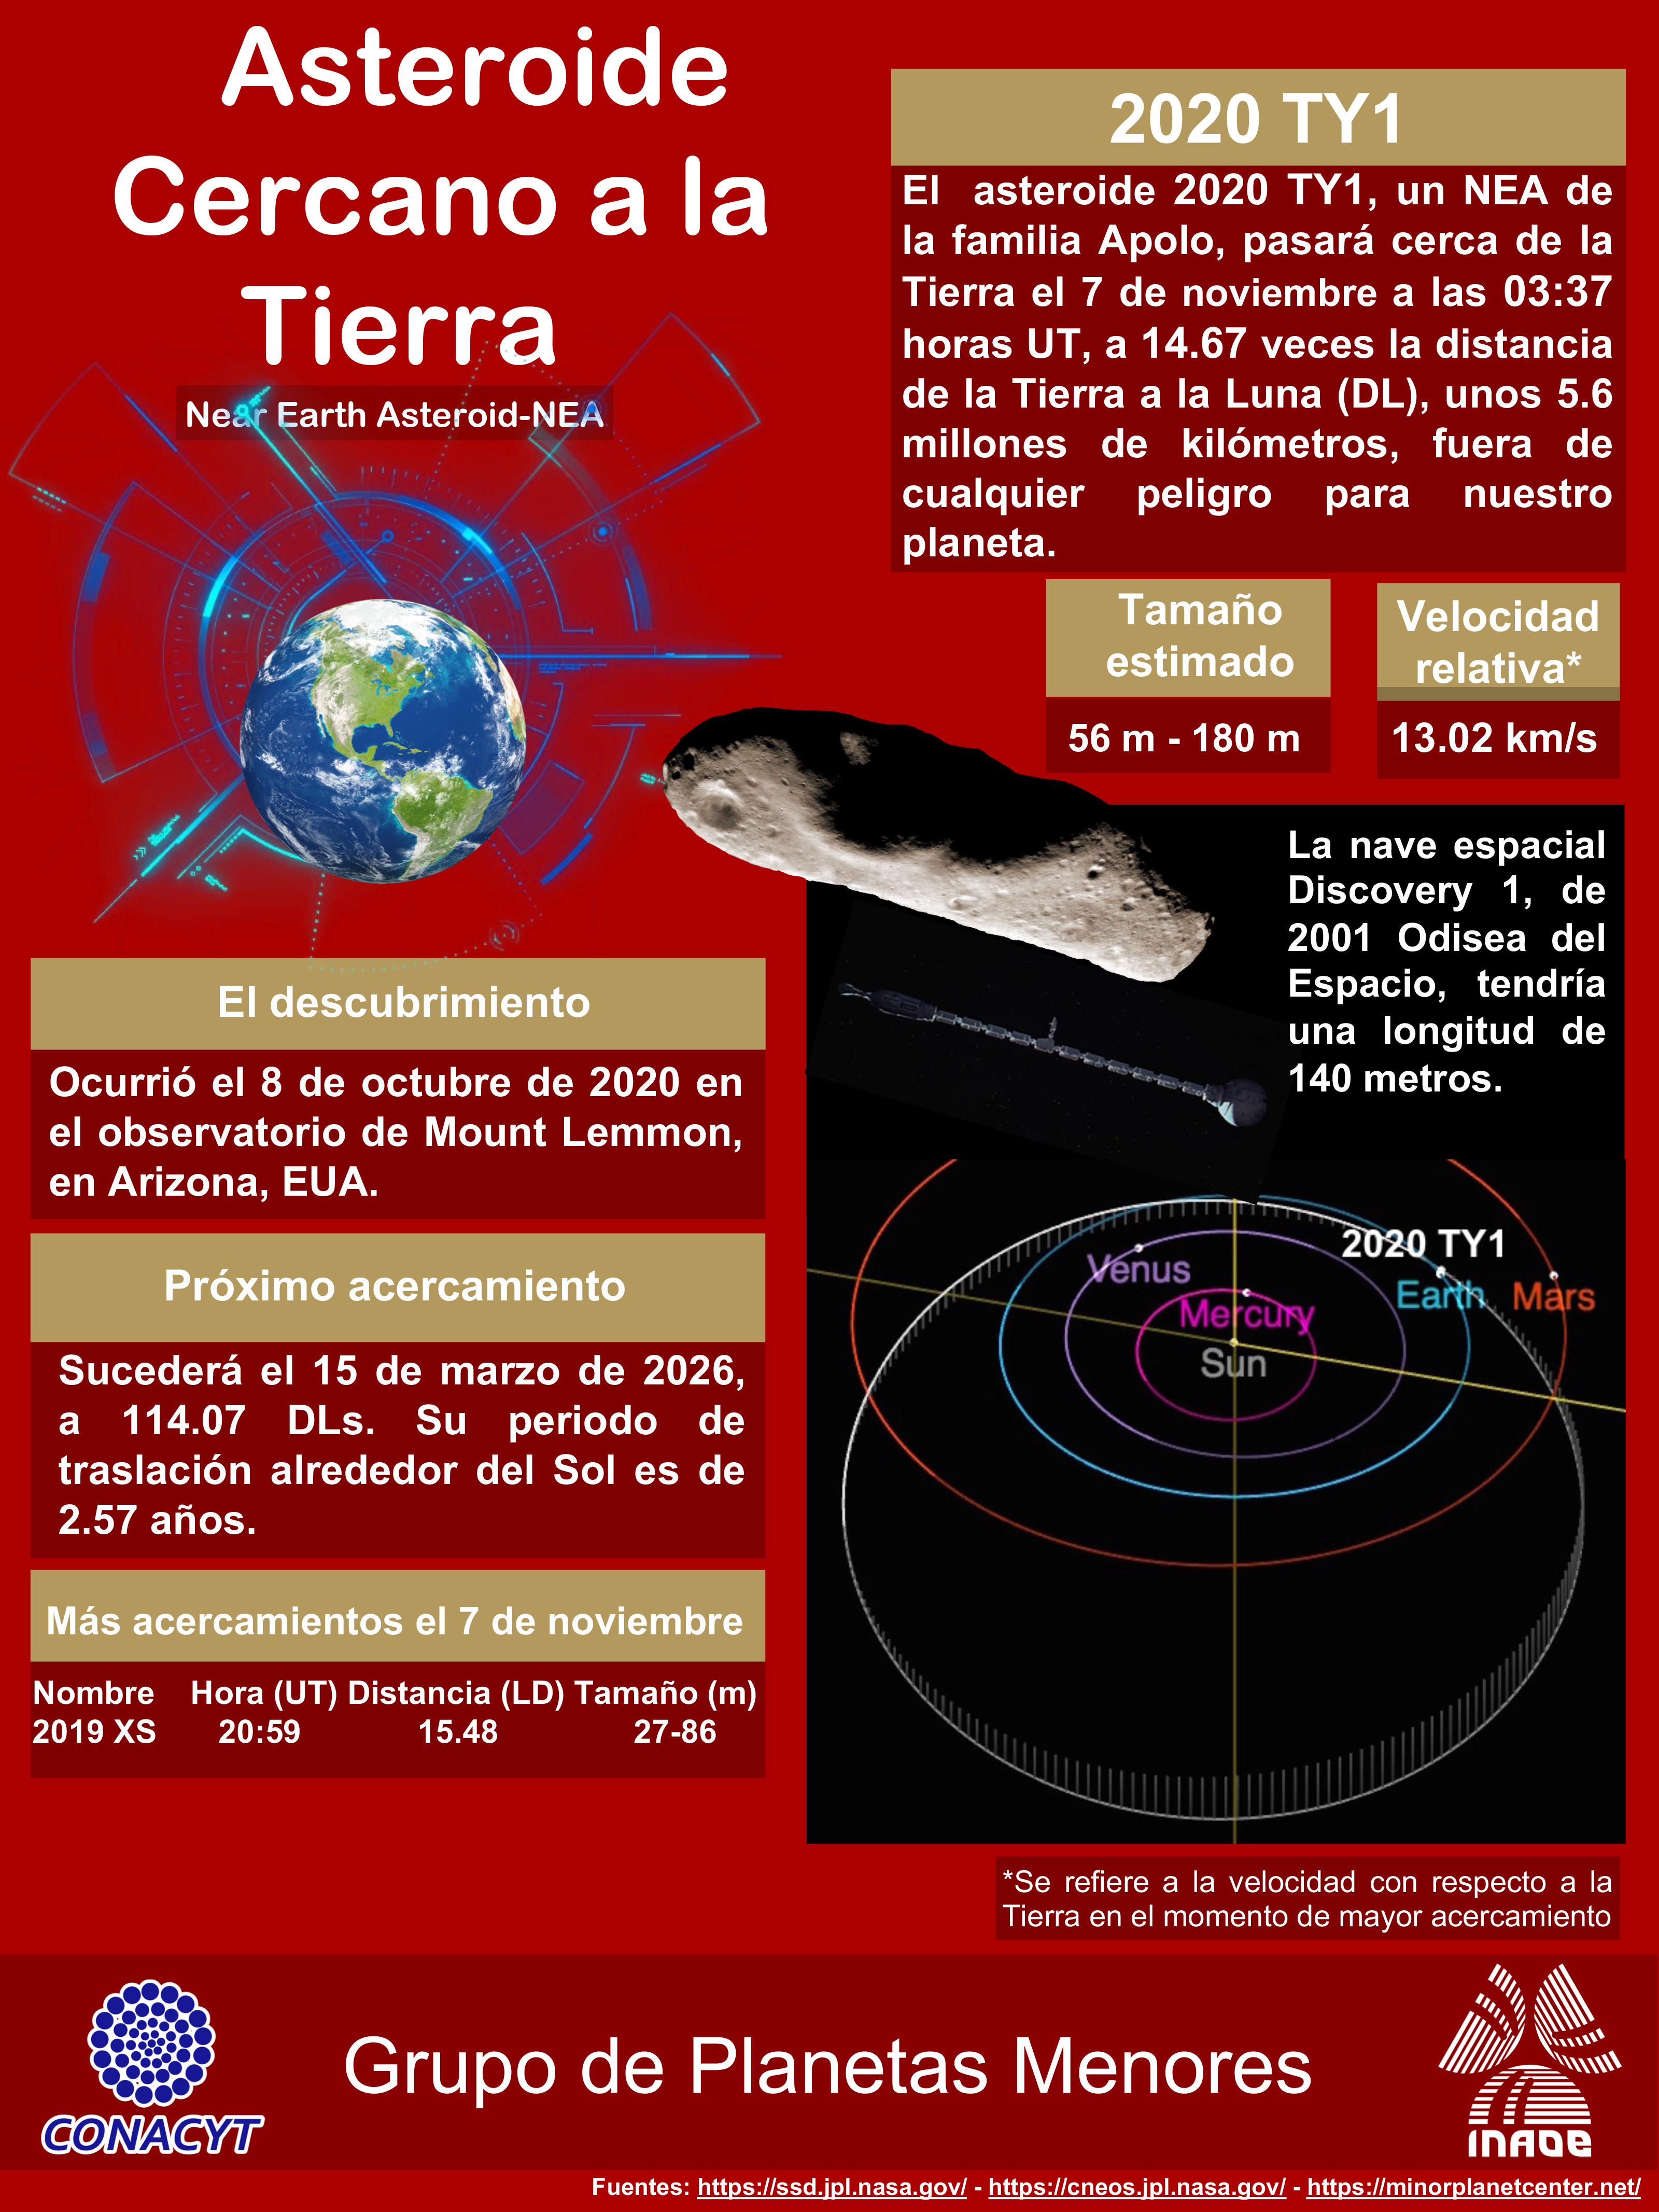 Asteroide
Cercano a la
Tierra
Near Earth Asteroid-NEA
2020 TY1
El asteroide 2020 TY1, un NEA de
la familia Apolo, pasará cerca de la
Tierra el 7 de noviembre a las 03:37
horas UT, a 14.67 veces la distancia
de la Tierra a la Luna (DL), unos 5.6
millones de kilómetros, fuera de
cualquier peligro para nuestro
planeta.
Tamaño
estimado
56 m - 180 m
Velocidad
relativa*
13.02 km/s
La nave espacial
Discovery 1, de
2001 Odisea del
Espacio, tendría
una longitud de
140 metros.
El descubrimiento
Ocurrió el 8 de octubre de 2020 en
el observatorio de Mount Lemmon,
en Arizona, EUA.
Próximo acercamiento
Sucederá el 15 de marzo de 2026,
a 114.07 DLs. Su periodo de
traslación alrededor del Sol es de
2.57 años.
Más acercamientos el 7 de noviembre
Nombre Hora (UT) Distancia (LD) Tamaño (m)
2019 XS 20:59 15.48 27-86
2020 TY1
Venus
Earth
Mars
Mercury
Sun
*Se refiere a la velocidad con respecto a la
Tierra en el momento de mayor acercamiento
CONACYT
Grupo de Planetas Menores
INAOE
Fuentes: https://ssd.jpl.nasa.gov/ - https://cneos.jpl.nasa.gov/ - https://minorplanetcenter.net/